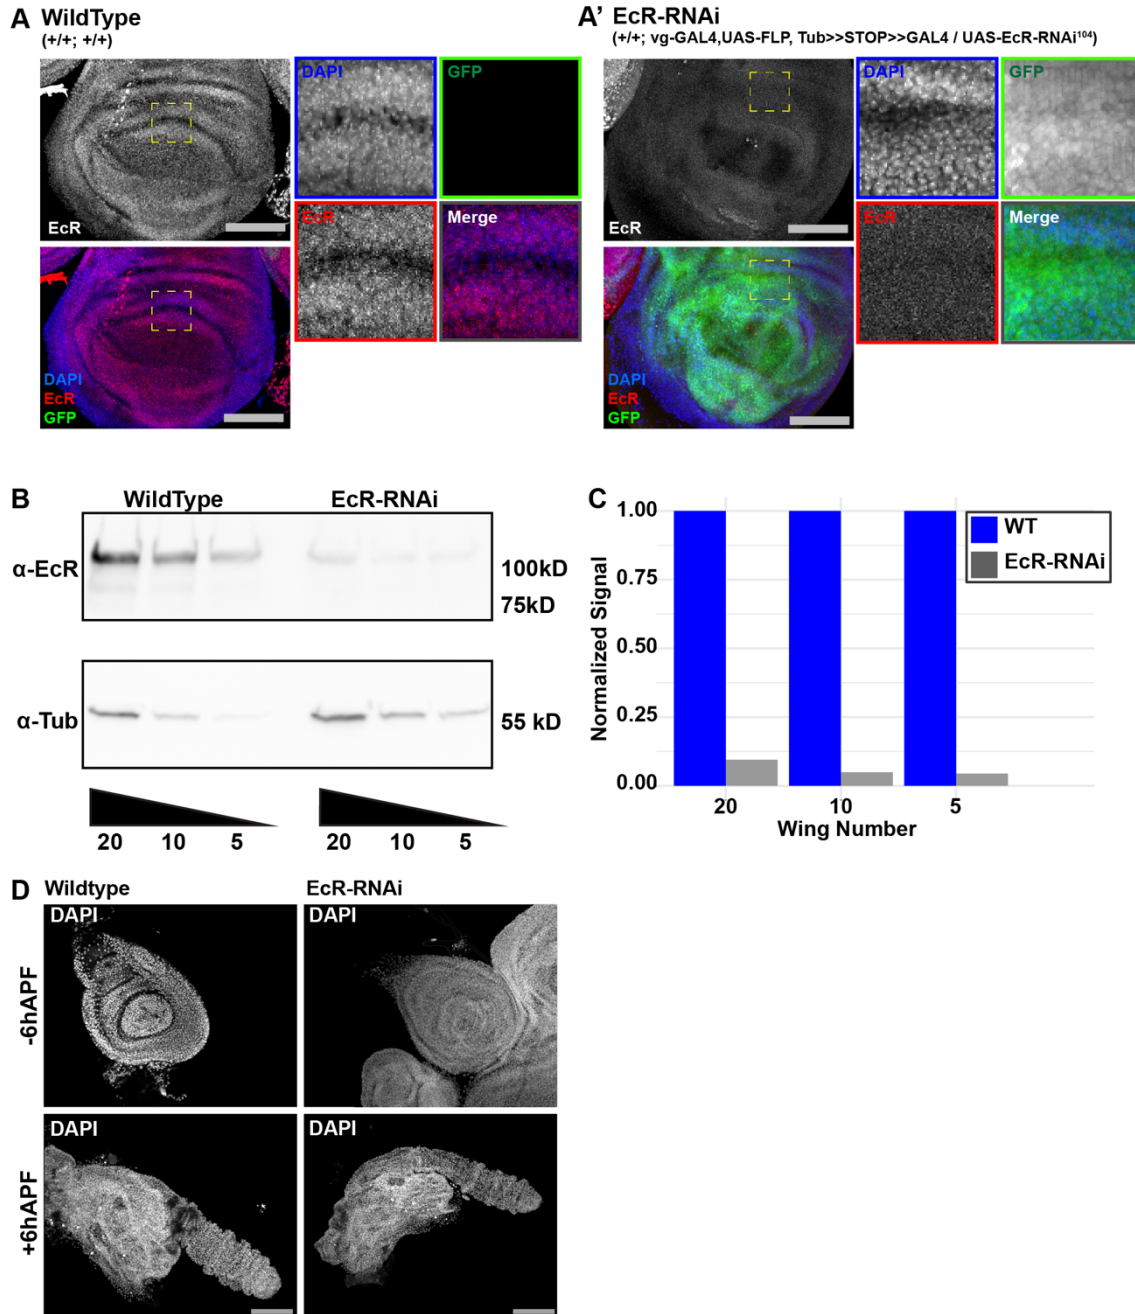 A WildType
(+/+; +/+)
EcR
DAPI
EcR
GFP
DAPI
GFP
EcR
Merge
A' EcR-RNAi
(+/+; vg-GAL4,UAS-FLP, Tub>>STOP>>GAL4 / UAS-EcR-RNAi¹⁰⁴)
EcR
DAPI
EcR
GFP
DAPI
GFP
EcR
Merge
B
WildType EcR-RNAi
α-EcR
100kD
75kD
α-Tub
55 kD
20 10 5 20 10 5
C
Normalized Signal
1.00
0.75
0.50
0.25
0.00
WT
EcR-RNAi
20 10 5
Wing Number
D Wildtype EcR-RNAi
-6hAPF
DAPI DAPI
+6hAPF
DAPI DAPI